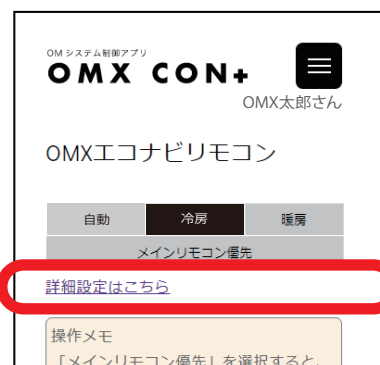 OMシステム制御アプリ
OMX CON+
OMX太郎さん
OMXエコナビリモコン
自動 冷房 暖房
メインリモコン優先
詳細設定はこちら
操作メモ
「メインリモコン優先」を選択すると、